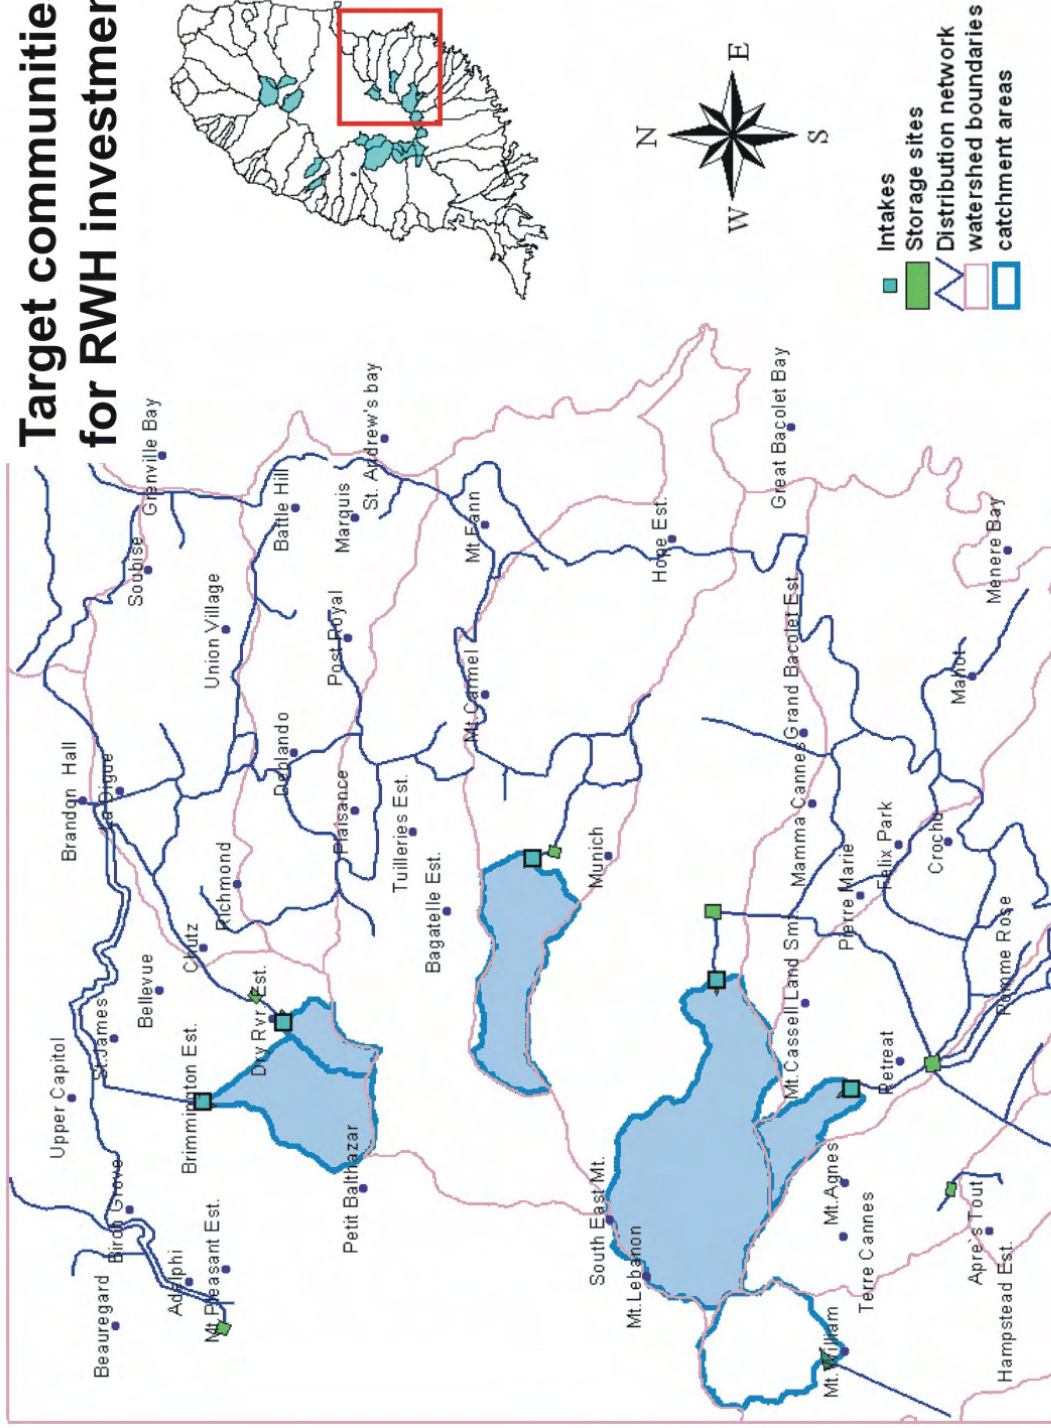 Target communitie
for RWH investmer
Upper Capitol
Brandon Hall
Beauregard
Birch Grove
St.James
La Digue
Soubise
Grenville Bay
Bellevue
Adelphi
Brimmington Est.
Clutz
Mt.Pleasant Est.
Richmond
Union Village
Dry Rvr. Est.
Deblando
Battle Hill
Petit Balthazar
Plaisance
Post Royal
Marquis
St. Andrew's bay
Tuilleries Est.
Bagatelle Est.
Mt.Carmel
Mt.Fann
South East Mt.
Munich
Mt.Lebanon
Hope Est.
Mt.Cassell Land Sm
Mamma Cannes
Grand Bacolet Est.
Great Bacolet Bay
Mt.William
Mt.Agnes
Pierre Marie
Terre Cannes
Retreat
Felix Park
Crochu
Mahot
Apre`s Tout
Menere Bay
Hampstead Est.
Pomme Rose
N
W
E
S
Intakes
Storage sites
Distribution network
watershed boundaries
catchment areas